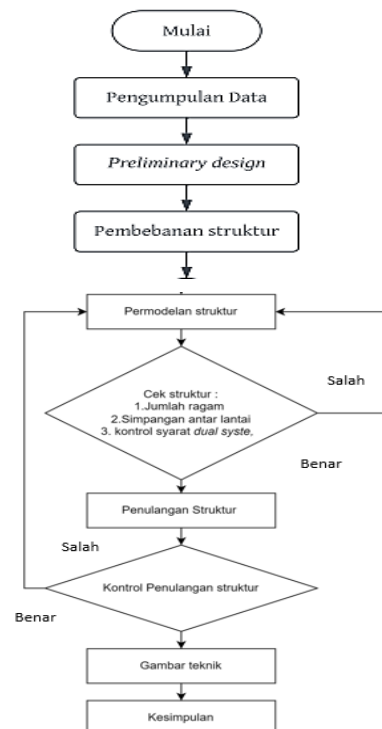 Mulai
Pengumpulan Data
Preliminary design
Pembebanan struktur
Permodelan struktur
Cek struktur :
1.Jumlah ragam
2.Simpangan antar lantai
3. kontrol syarat dual syste,
Salah
Benar
Penulangan Struktur
Salah
Kontrol Penulangan struktur
Benar
Gambar teknik
Kesimpulan